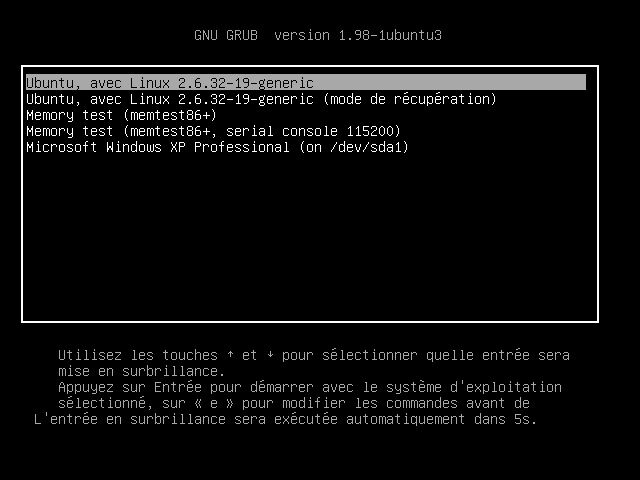 GNU GRUB  version 1.98-1ubuntu3
Ubuntu, avec Linux 2.6.32-19-generic
Ubuntu, avec Linux 2.6.32-19-generic (mode de récupération)
Memory test (memtest86+)
Memory test (memtest86+, serial console 115200)
Microsoft Windows XP Professional (on /dev/sda1)
Utilisez les touches ↑ et ↓ pour sélectionner quelle entrée sera
mise en surbrillance.
Appuyez sur Entrée pour démarrer avec le système d'exploitation
sélectionné, sur « e » pour modifier les commandes avant de
L'entrée en surbrillance sera exécutée automatiquement dans 5s.